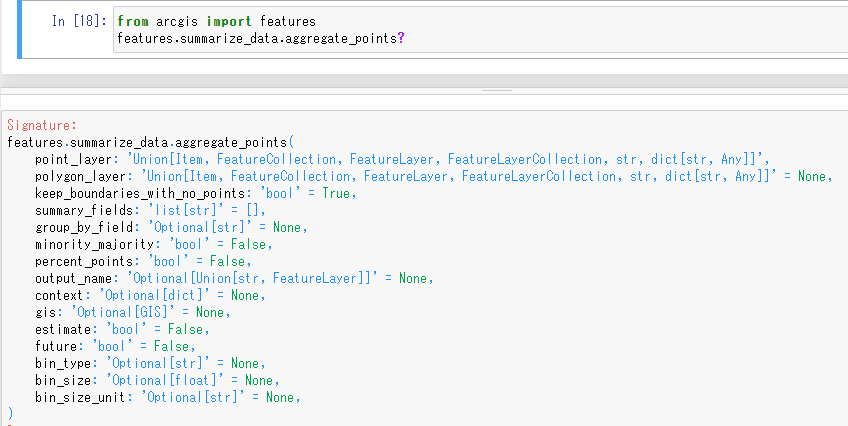 In [18]: from arcgis import features
features.summarize_data.aggregate_points?
Signature:
features.summarize_data.aggregate_points(
    point_layer: 'Union[Item, FeatureCollection, FeatureLayer, FeatureLayerCollection, str, dict[str, Any]]',
    polygon_layer: 'Union[Item, FeatureCollection, FeatureLayer, FeatureLayerCollection, str, dict[str, Any]]' = None,
    keep_boundaries_with_no_points: 'bool' = True,
    summary_fields: 'list[str]' = [],
    group_by_field: 'Optional[str]' = None,
    minority_majority: 'bool' = False,
    percent_points: 'bool' = False,
    output_name: 'Optional[Union[str, FeatureLayer]]' = None,
    context: 'Optional[dict]' = None,
    gis: 'Optional[GIS]' = None,
    estimate: 'bool' = False,
    future: 'bool' = False,
    bin_type: 'Optional[str]' = None,
    bin_size: 'Optional[float]' = None,
    bin_size_unit: 'Optional[str]' = None,
)